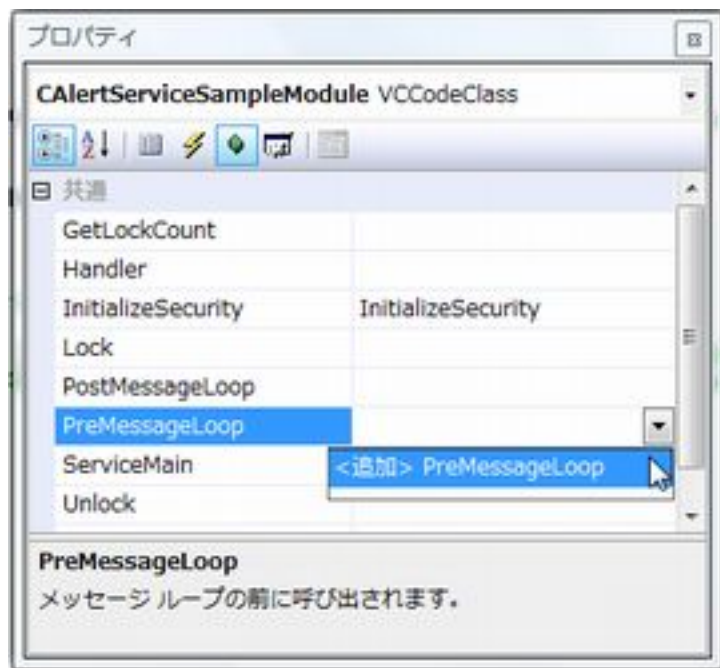 プロパティ
CAlertServiceSampleModule VCCodeClass
共通
GetLockCount
Handler
InitializeSecurity InitializeSecurity
Lock
PostMessageLoop
PreMessageLoop
<追加> PreMessageLoop
ServiceMain
Unlock
PreMessageLoop
メッセージ ループの前に呼び出されます。